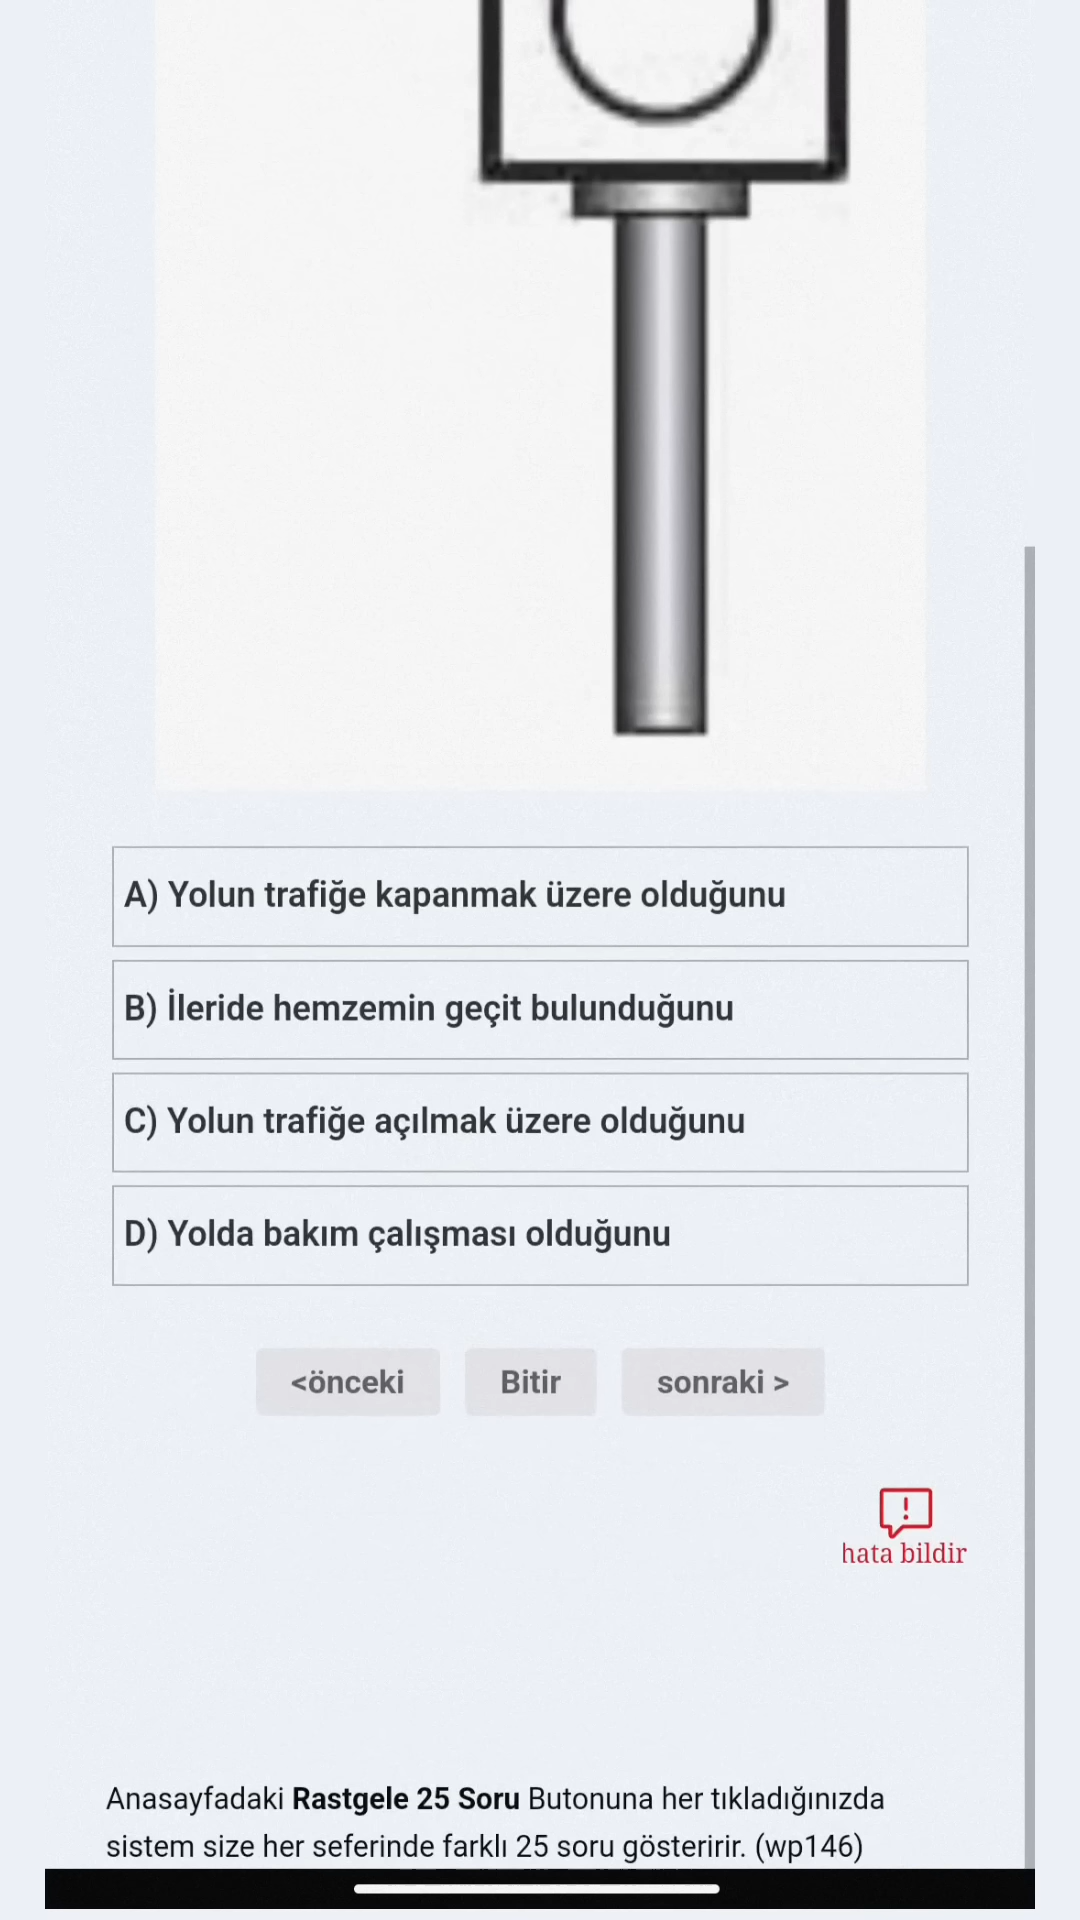 A) Yolun trafiğe kapanmak üzere olduğunu
B) İleride hemzemin geçit bulunduğunu
C) Yolun trafiğe açılmak üzere olduğunu
D) Yolda bakım çalışması olduğunu
<önceki
Bitir
sonraki >
!
hata bildir
Anasayfadaki Rastgele 25 Soru Butonuna her tıkladığınızda
sistem size her seferinde farklı 25 soru gösteririr. (wp146)